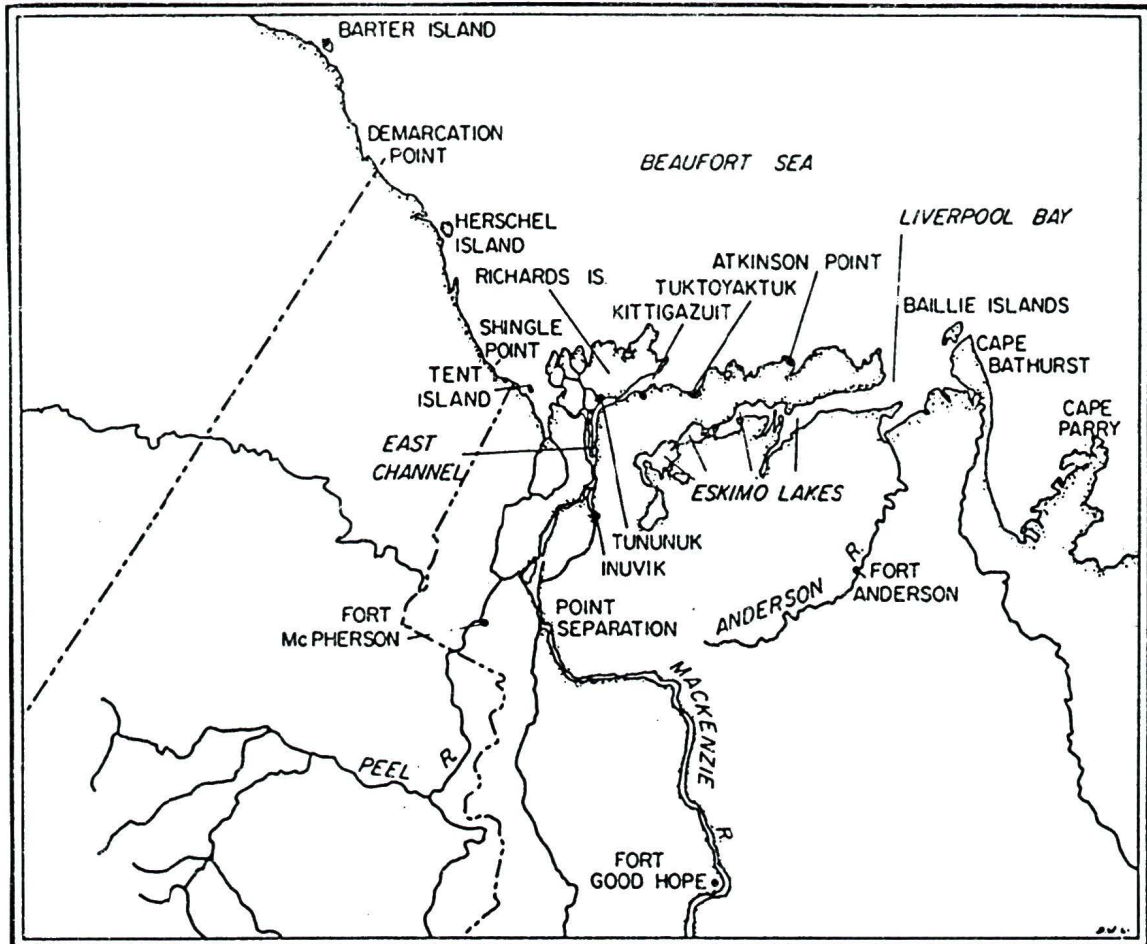 BARTER ISLAND
DEMARCATION
POINT
BEAUFORT SEA
HERSCHEL
ISLAND
LIVERPOOL BAY
RICHARDS IS.
ATKINSON POINT
TUKTOYAKTUK
KITTIGAZUIT
BAILLIE ISLANDS
SHINGLE
POINT
CAPE
BATHURST
TENT
ISLAND
CAPE
PARRY
EAST
CHANNEL
ESKIMO LAKES
TUNUNUK
INUVIK
ANDERSON R.
FORT
ANDERSON
FORT
McPHERSON
POINT
SEPARATION
MACKENZIE R.
PEEL R.
FORT
GOOD HOPE